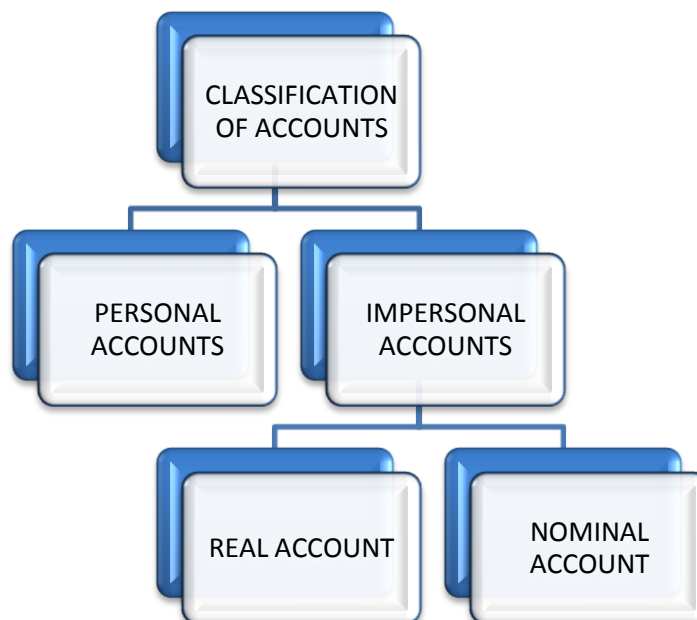 CLASSIFICATION
OF ACCOUNTS
PERSONAL
ACCOUNTS
IMPERSONAL
ACCOUNTS
REAL ACCOUNT
NOMINAL
ACCOUNT